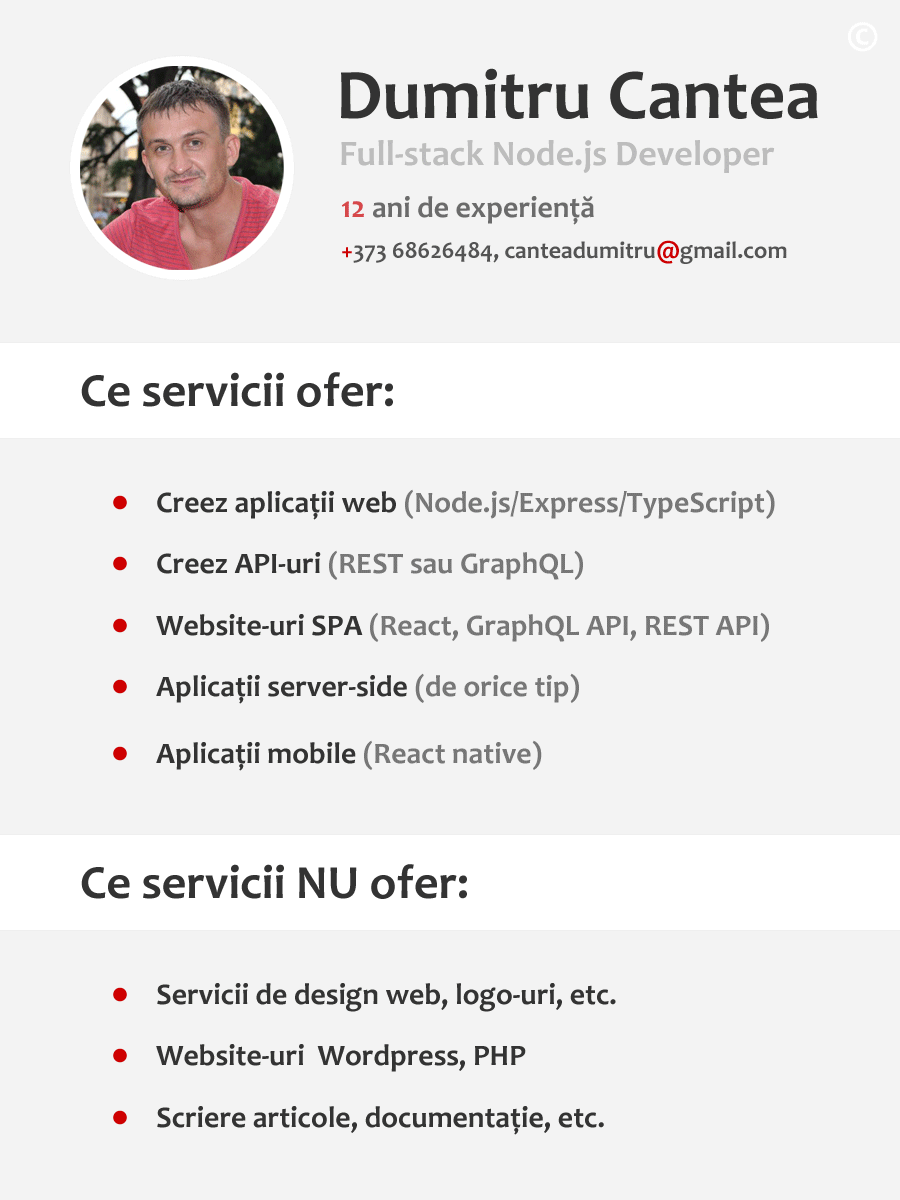 ©
Dumitru Cantea
Full-stack Node.js Developer
12 ani de experiență
+373 68626484, canteadumitru@gmail.com
Ce servicii ofer:
Creez aplicații web (Node.js/Express/TypeScript)
Creez API-uri (REST sau GraphQL)
Website-uri SPA (React, GraphQL API, REST API)
Aplicații server-side (de orice tip)
Aplicații mobile (React native)
Ce servicii NU ofer:
Servicii de design web, logo-uri, etc.
Website-uri  Wordpress, PHP
Scriere articole, documentație, etc.